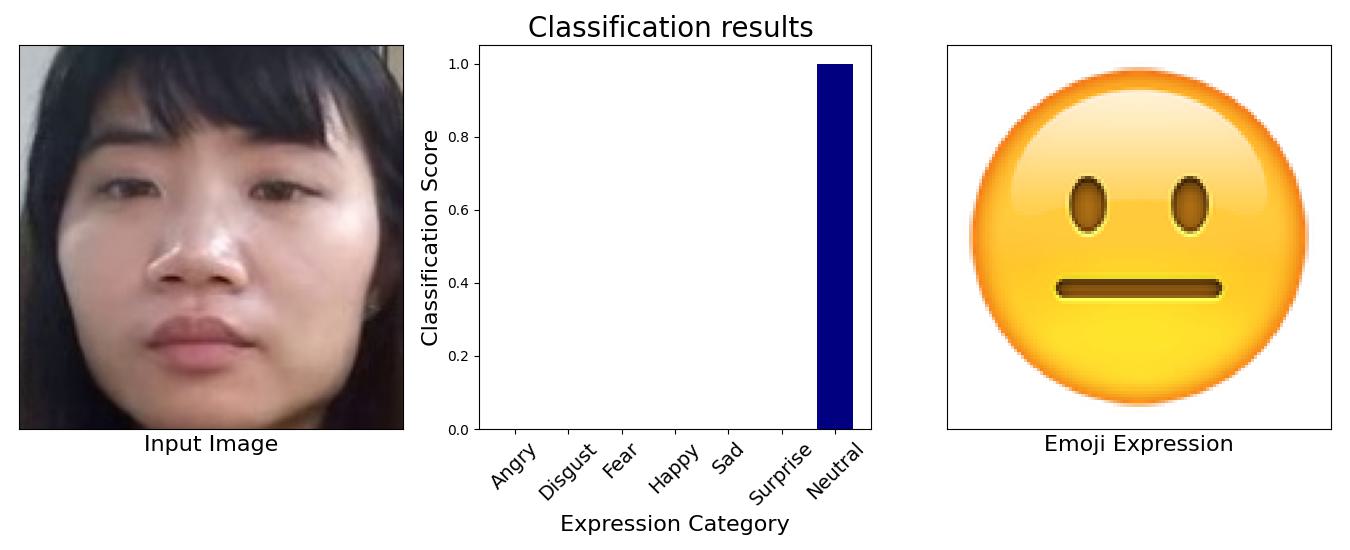 Classification results
Classification Score
1.0
0.8
0.6
0.4
0.2
0.0
Angry
Disgust
Fear
Happy
Sad
Surprise
Neutral
Expression Category
Input Image
Emoji Expression